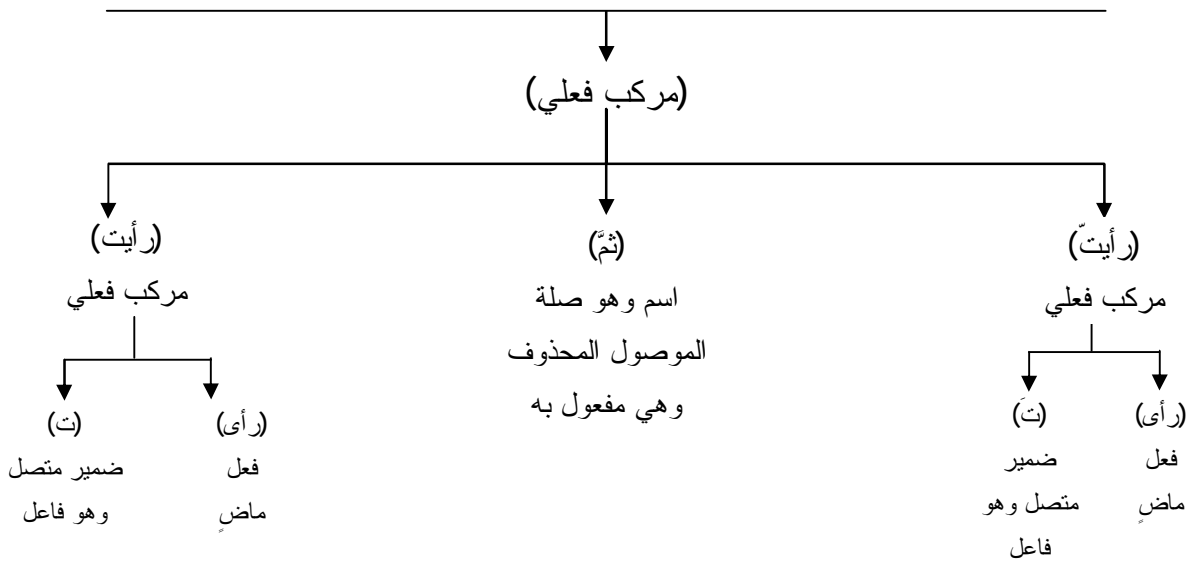 (مركب فعلي)
(رأيتّ)
مركب فعلي
(رأى)
فعل
ماضٍ
(تَ)
ضمير
متصل وهو
فاعل
(ثمَّ)
اسم وهو صلة
الموصول المحذوف
وهي مفعول به
(رأيت)
مركب فعلي
(رأى)
فعل
ماضٍ
(ت)
ضمير متصل
وهو فاعل